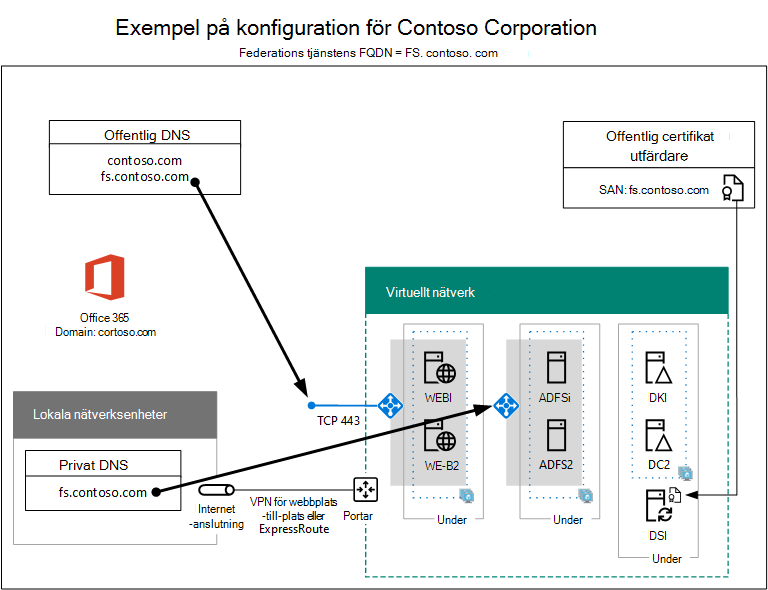 Exempel på konfiguration för Contoso Corporation
Federations tjänstens FQDN = FS. contoso. com
Offentlig DNS
contoso.com
fs.contoso.com
Offentlig certifikat
utfärdare
SAN: fs.contoso.com
Office 365
Domain: cortoso.com
Virtuellt nätverk
WEBI
WE-B2
Under
ADFSi
ADFS2
Under
DKI
DC2
DSI
Under
TCP 443
Lokala nätverksenheter
Privat DNS
fs.contoso.com
Internet
-anslutning
VPN för webbplats
-till-plats eller
ExpressRoute
Portar